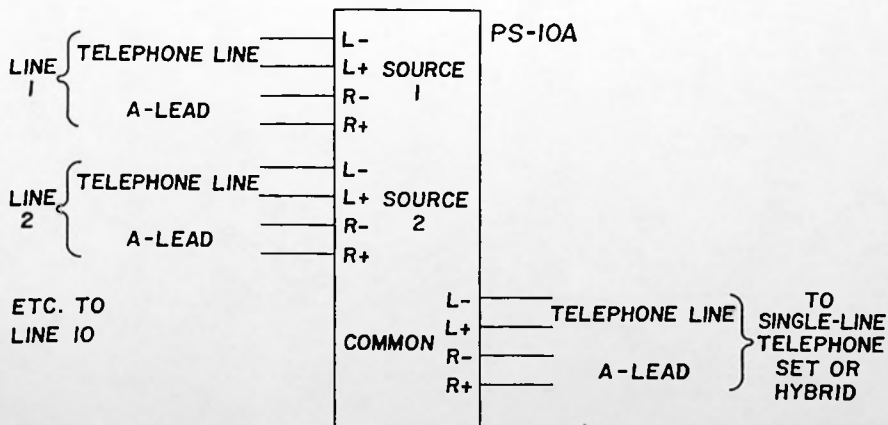 PS-10A
LINE 1
TELEPHONE LINE
A-LEAD
L-
L+
R-
R+
SOURCE 1
LINE 2
TELEPHONE LINE
A-LEAD
L-
L+
R-
R+
SOURCE 2
ETC. TO
LINE 10
COMMON
L-
L+
R-
R+
TELEPHONE LINE
A-LEAD
TO
SINGLE-LINE
TELEPHONE
SET OR
HYBRID